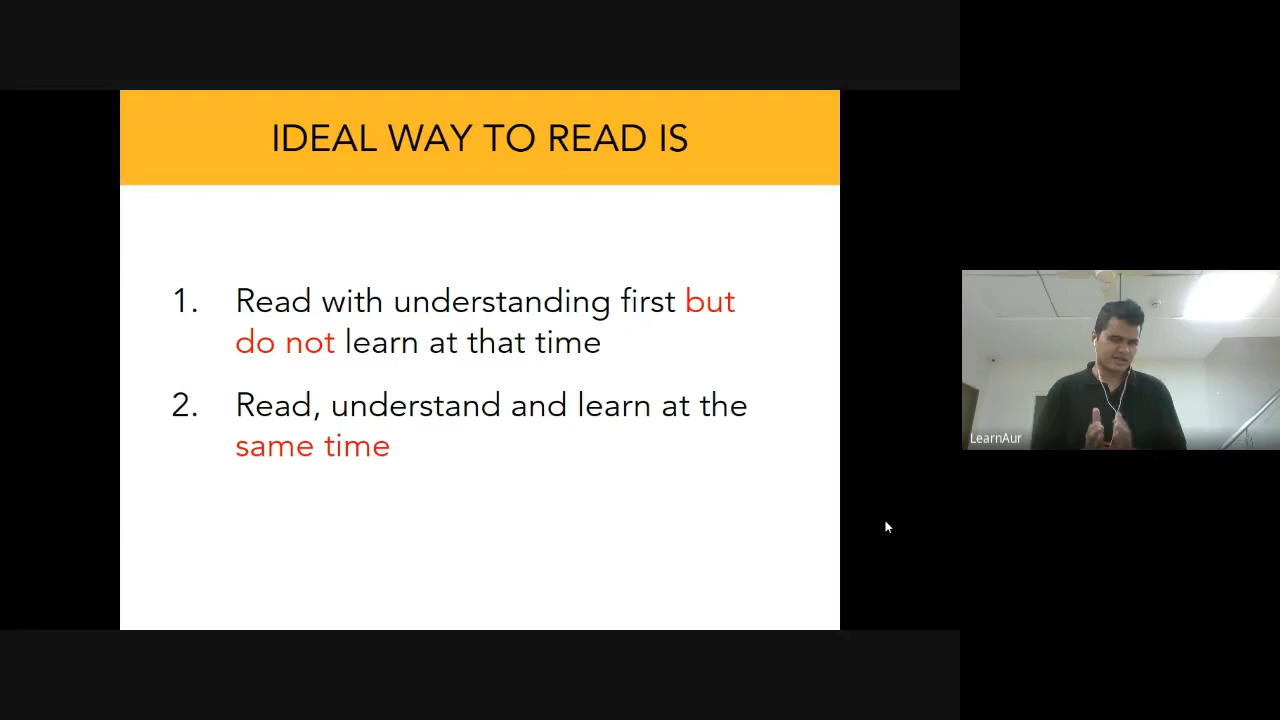 IDEAL WAY TO READ IS
1. Read with understanding first but
do not learn at that time
2. Read, understand and learn at the
same time
LearnAur